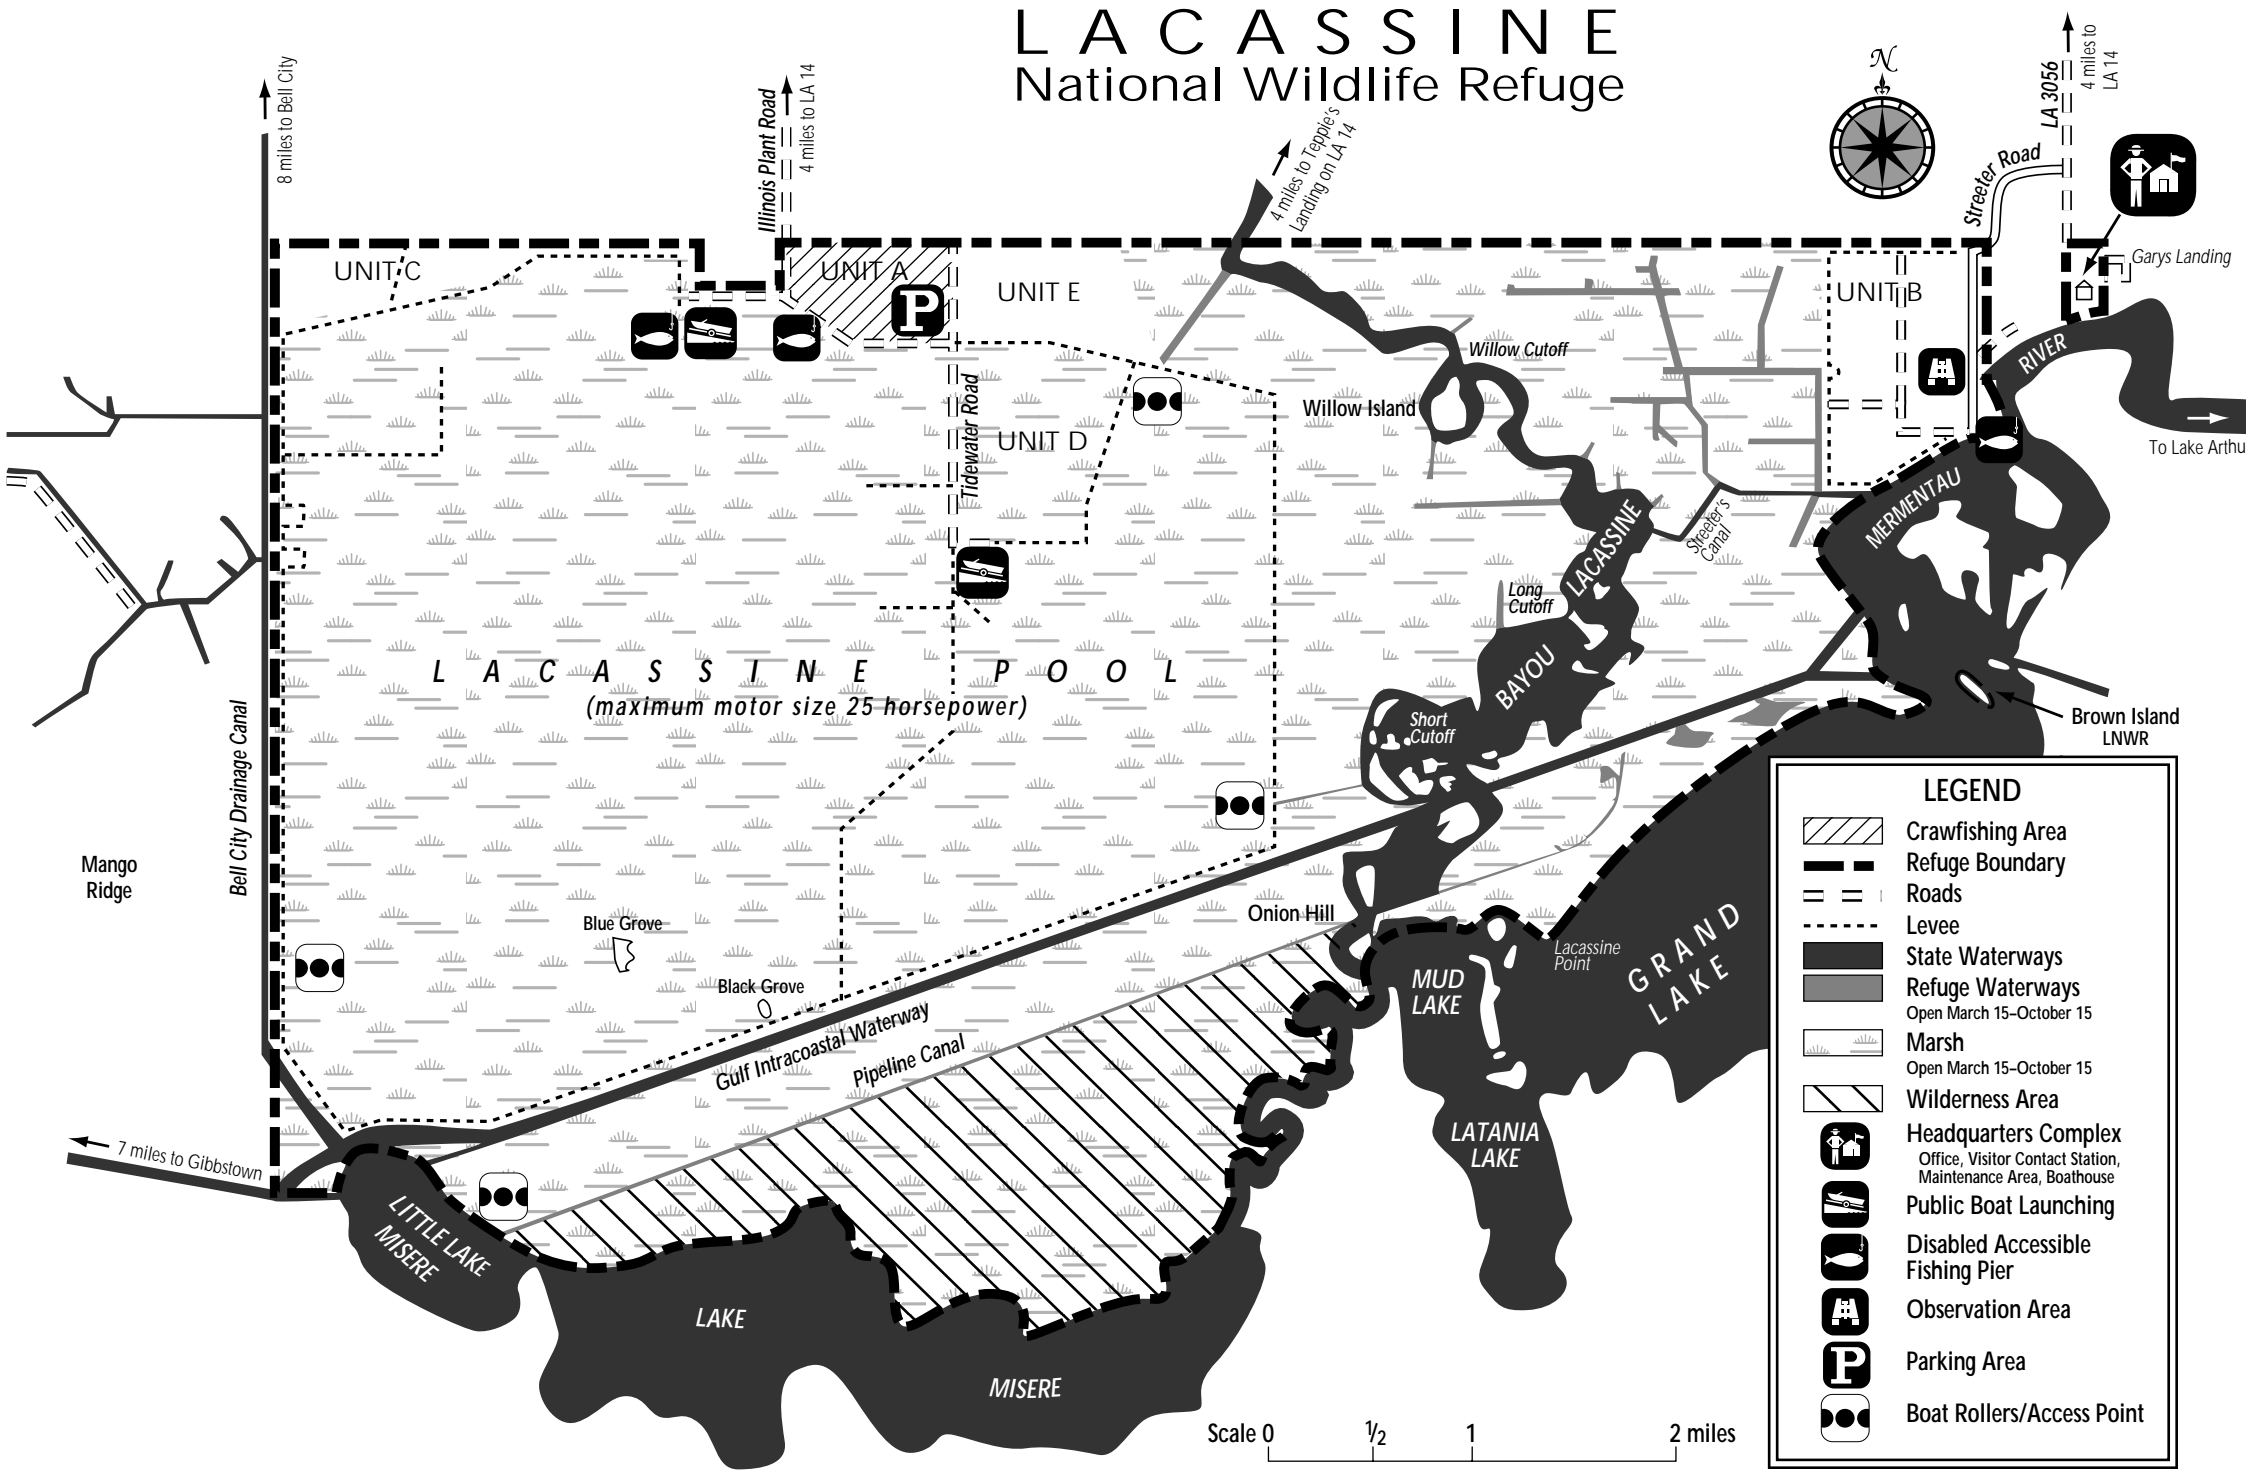 LACASSINE
National Wildlife Refuge
8 miles to Bell City
Illinois Plant Road
4 miles to LA 14
4 miles to Teppie's
Landing on LA 14
N
LA 3056
4 miles to
LA 14
Streeter Road
Garys Landing
UNIT C
UNIT A
UNIT E
UNIT B
P
Willow Cutoff
RIVER
Willow Island
Tidewater Road
UNIT D
To Lake Arthu
MERMENTAU
LACASSINE
Streeter's
Canal
Long
Cutoff
BAYOU
LACASSINE POOL
(maximum motor size 25 horsepower)
Short
Cutoff
Brown Island
LNWR
Bell City Drainage Canal
Mango
Ridge
Blue Grove
Black Grove
Onion Hill
Lacassine
Point
GRAND
LAKE
MUD
LAKE
Gulf Intracoastal Waterway
Pipeline Canal
LATANIA
LAKE
7 miles to Gibbstown
LITTLE LAKE
MISERE
LAKE
MISERE
Scale 0 1/2 1 2 miles
LEGEND
Crawfishing Area
Refuge Boundary
Roads
Levee
State Waterways
Refuge Waterways
Open March 15–October 15
Marsh
Open March 15–October 15
Wilderness Area
Headquarters Complex
Office, Visitor Contact Station,
Maintenance Area, Boathouse
Public Boat Launching
Disabled Accessible
Fishing Pier
Observation Area
P
Parking Area
Boat Rollers/Access Point